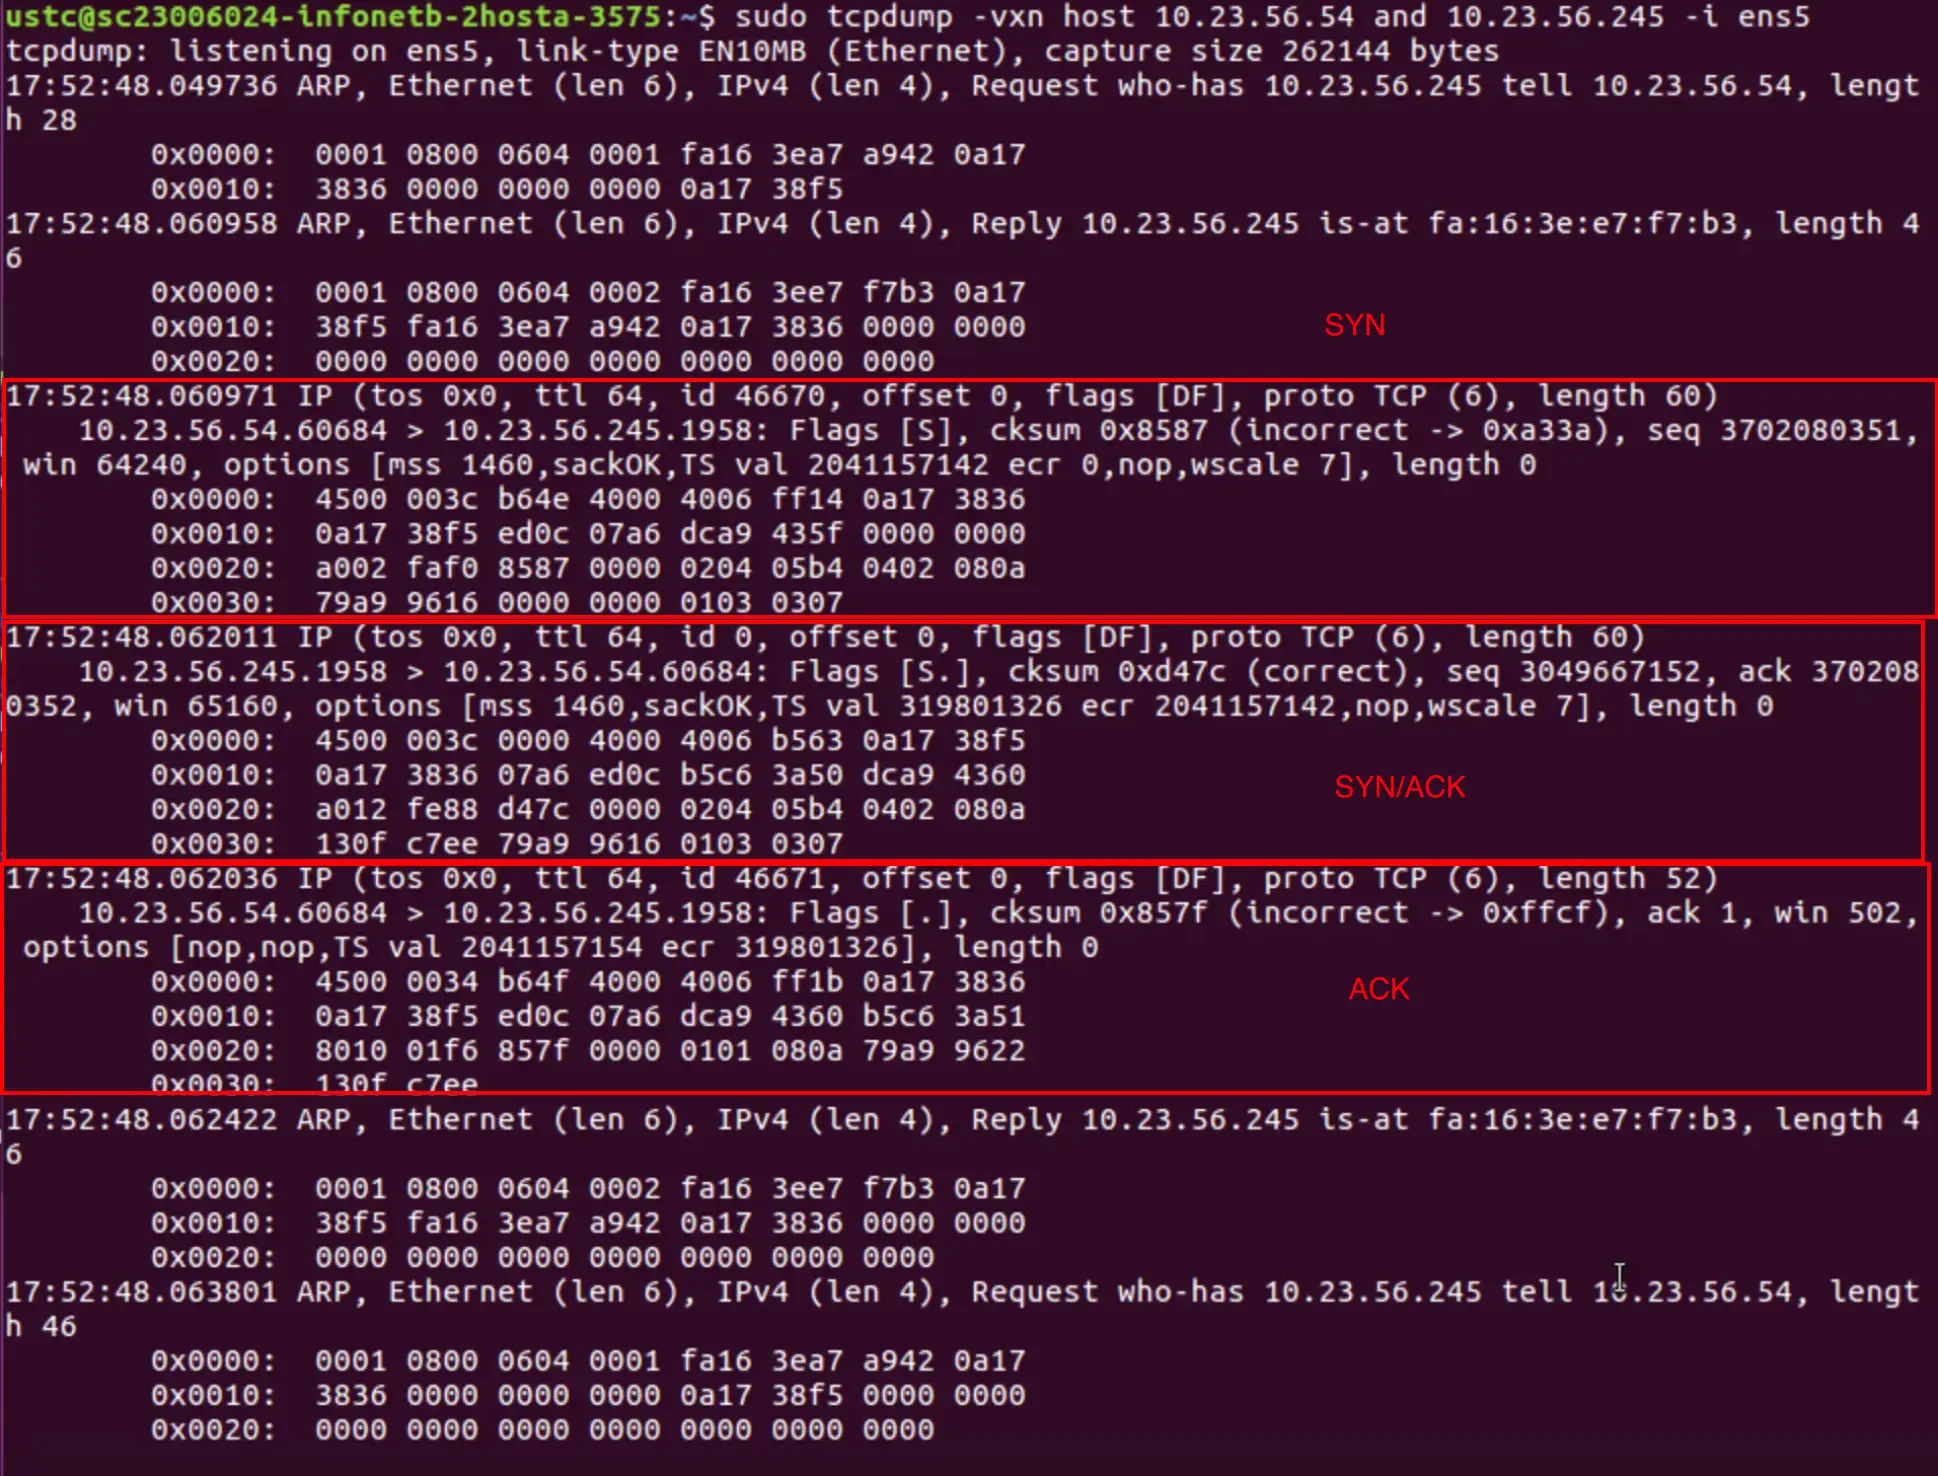 ustc@sc23006024-infonetb-2hosta-3575:~$ sudo tcpdump -vxn host 10.23.56.54 and 10.23.56.245 -i ens5
tcpdump: listening on ens5, link-type EN10MB (Ethernet), capture size 262144 bytes
17:52:48.049736 ARP, Ethernet (len 6), IPv4 (len 4), Request who-has 10.23.56.245 tell 10.23.56.54, lengt
h 28
0x0000:  0001 0800 0604 0001 fa16 3ea7 a942 0a17
0x0010:  3836 0000 0000 0000 0a17 38f5
17:52:48.060958 ARP, Ethernet (len 6), IPv4 (len 4), Reply 10.23.56.245 is-at fa:16:3e:e7:f7:b3, length 4
6
0x0000:  0001 0800 0604 0002 fa16 3ee7 f7b3 0a17
0x0010:  38f5 fa16 3ea7 a942 0a17 3836 0000 0000
SYN
0x0020:  0000 0000 0000 0000 0000 0000 0000
17:52:48.060971 IP (tos 0x0, ttl 64, id 46670, offset 0, flags [DF], proto TCP (6), length 60)
10.23.56.54.60684 > 10.23.56.245.1958: Flags [S], cksum 0x8587 (incorrect -> 0xa33a), seq 3702080351,
win 64240, options [mss 1460,sackOK,TS val 2041157142 ecr 0,nop,wscale 7], length 0
0x0000:  4500 003c b64e 4000 4006 ff14 0a17 3836
0x0010:  0a17 38f5 ed0c 07a6 dca9 435f 0000 0000
0x0020:  a002 faf0 8587 0000 0204 05b4 0402 080a
0x0030:  79a9 9616 0000 0000 0103 0307
17:52:48.062011 IP (tos 0x0, ttl 64, id 0, offset 0, flags [DF], proto TCP (6), length 60)
10.23.56.245.1958 > 10.23.56.54.60684: Flags [S.], cksum 0xd47c (correct), seq 3049667152, ack 370208
0352, win 65160, options [mss 1460,sackOK,TS val 319801326 ecr 2041157142,nop,wscale 7], length 0
0x0000:  4500 003c 0000 4000 4006 b563 0a17 38f5
0x0010:  0a17 3836 07a6 ed0c b5c6 3a50 dca9 4360
SYN/ACK
0x0020:  a012 fe88 d47c 0000 0204 05b4 0402 080a
0x0030:  130f c7ee 79a9 9616 0103 0307
17:52:48.062036 IP (tos 0x0, ttl 64, id 46671, offset 0, flags [DF], proto TCP (6), length 52)
10.23.56.54.60684 > 10.23.56.245.1958: Flags [.], cksum 0x857f (incorrect -> 0xffcf), ack 1, win 502,
options [nop,nop,TS val 2041157154 ecr 319801326], length 0
0x0000:  4500 0034 b64f 4000 4006 ff1b 0a17 3836
ACK
0x0010:  0a17 38f5 ed0c 07a6 dca9 4360 b5c6 3a51
0x0020:  8010 01f6 857f 0000 0101 080a 79a9 9622
0x0030:  130f c7ee
17:52:48.062422 ARP, Ethernet (len 6), IPv4 (len 4), Reply 10.23.56.245 is-at fa:16:3e:e7:f7:b3, length 4
6
0x0000:  0001 0800 0604 0002 fa16 3ee7 f7b3 0a17
0x0010:  38f5 fa16 3ea7 a942 0a17 3836 0000 0000
0x0020:  0000 0000 0000 0000 0000 0000 0000
17:52:48.063801 ARP, Ethernet (len 6), IPv4 (len 4), Request who-has 10.23.56.245 tell 10.23.56.54, lengt
h 46
0x0000:  0001 0800 0604 0001 fa16 3ea7 a942 0a17
0x0010:  3836 0000 0000 0000 0a17 38f5 0000 0000
0x0020:  0000 0000 0000 0000 0000 0000 0000